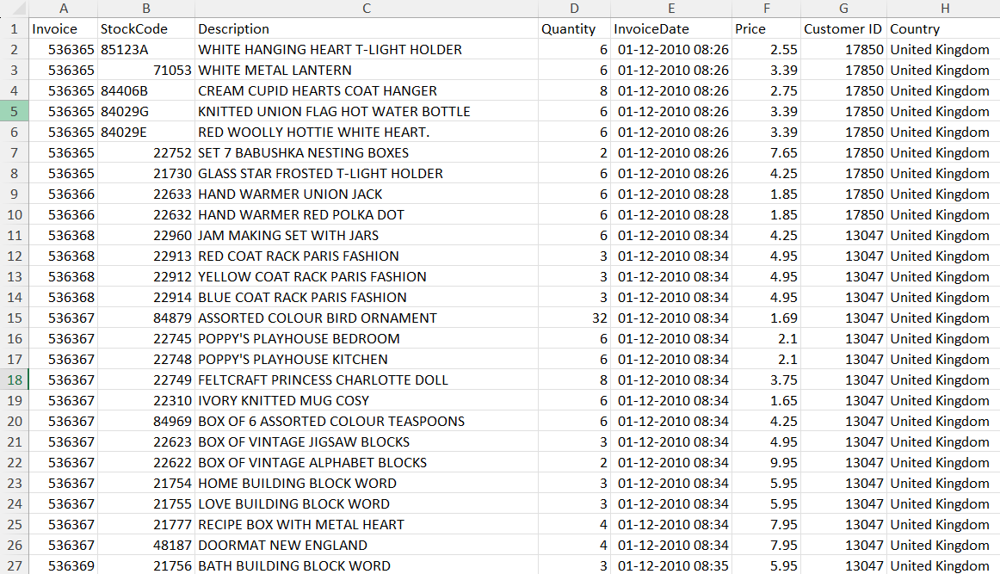 A B C D E F G H
1 Invoice StockCode Description Quantity InvoiceDate Price Customer ID Country
2 536365 85123A WHITE HANGING HEART T-LIGHT HOLDER 6 01-12-2010 08:26 2.55 17850 United Kingdom
3 536365 71053 WHITE METAL LANTERN 6 01-12-2010 08:26 3.39 17850 United Kingdom
4 536365 84406B CREAM CUPID HEARTS COAT HANGER 8 01-12-2010 08:26 2.75 17850 United Kingdom
5 536365 84029G KNITTED UNION FLAG HOT WATER BOTTLE 6 01-12-2010 08:26 3.39 17850 United Kingdom
6 536365 84029E RED WOOLLY HOTTIE WHITE HEART. 6 01-12-2010 08:26 3.39 17850 United Kingdom
7 536365 22752 SET 7 BABUSHKA NESTING BOXES 2 01-12-2010 08:26 7.65 17850 United Kingdom
8 536365 21730 GLASS STAR FROSTED T-LIGHT HOLDER 6 01-12-2010 08:26 4.25 17850 United Kingdom
9 536366 22633 HAND WARMER UNION JACK 6 01-12-2010 08:28 1.85 17850 United Kingdom
10 536366 22632 HAND WARMER RED POLKA DOT 6 01-12-2010 08:28 1.85 17850 United Kingdom
11 536368 22960 JAM MAKING SET WITH JARS 6 01-12-2010 08:34 4.25 13047 United Kingdom
12 536368 22913 RED COAT RACK PARIS FASHION 3 01-12-2010 08:34 4.95 13047 United Kingdom
13 536368 22912 YELLOW COAT RACK PARIS FASHION 3 01-12-2010 08:34 4.95 13047 United Kingdom
14 536368 22914 BLUE COAT RACK PARIS FASHION 3 01-12-2010 08:34 4.95 13047 United Kingdom
15 536367 84879 ASSORTED COLOUR BIRD ORNAMENT 32 01-12-2010 08:34 1.69 13047 United Kingdom
16 536367 22745 POPPY'S PLAYHOUSE BEDROOM 6 01-12-2010 08:34 2.1 13047 United Kingdom
17 536367 22748 POPPY'S PLAYHOUSE KITCHEN 6 01-12-2010 08:34 2.1 13047 United Kingdom
18 536367 22749 FELTCRAFT PRINCESS CHARLOTTE DOLL 8 01-12-2010 08:34 3.75 13047 United Kingdom
19 536367 22310 IVORY KNITTED MUG COSY 6 01-12-2010 08:34 1.65 13047 United Kingdom
20 536367 84969 BOX OF 6 ASSORTED COLOUR TEASPOONS 6 01-12-2010 08:34 4.25 13047 United Kingdom
21 536367 22623 BOX OF VINTAGE JIGSAW BLOCKS 3 01-12-2010 08:34 4.95 13047 United Kingdom
22 536367 22622 BOX OF VINTAGE ALPHABET BLOCKS 2 01-12-2010 08:34 9.95 13047 United Kingdom
23 536367 21754 HOME BUILDING BLOCK WORD 3 01-12-2010 08:34 5.95 13047 United Kingdom
24 536367 21755 LOVE BUILDING BLOCK WORD 3 01-12-2010 08:34 5.95 13047 United Kingdom
25 536367 21777 RECIPE BOX WITH METAL HEART 4 01-12-2010 08:34 7.95 13047 United Kingdom
26 536367 48187 DOORMAT NEW ENGLAND 4 01-12-2010 08:34 7.95 13047 United Kingdom
27 536369 21756 BATH BUILDING BLOCK WORD 3 01-12-2010 08:35 5.95 13047 United Kingdom